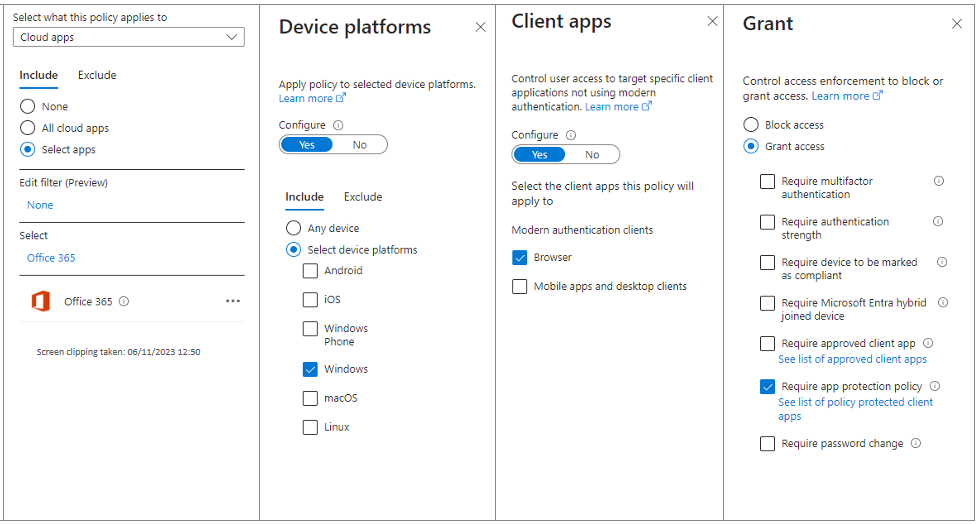 Select what this policy applies to
Cloud apps
Include Exclude
None
All cloud apps
Select apps
Edit filter (Preview)
None
Select
Office 365
Office 365
Screen clipping taken: 06/11/2023 12:50
Device platforms
Apply policy to selected device platforms.
Learn more
Configure
Yes No
Include Exclude
Any device
Select device platforms
Android
iOS
Windows
Phone
Windows
macOS
Linux
Client apps
Control user access to target specific client
applications not using modern
authentication. Learn more
Configure
Yes No
Select the client apps this policy will
apply to
Modern authentication clients
Browser
Mobile apps and desktop clients
Grant
Control access enforcement to block or
grant access. Learn more
Block access
Grant access
Require multifactor
authentication
Require authentication
strength
Require device to be marked
as compliant
Require Microsoft Entra hybrid
joined device
Require approved client app
See list of approved client apps
Require app protection policy
See list of policy protected client
apps
Require password change